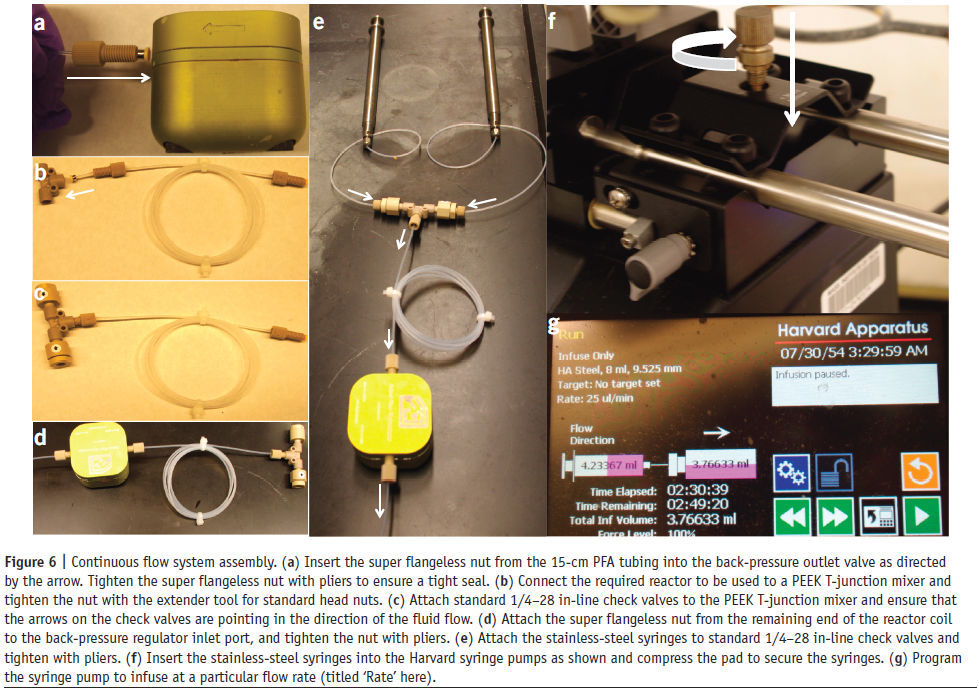 a
e
f
b
c
d
g
Run
Infuse Only
HA Steel, 8 ml, 9.525 mm
Target: No target set
Rate: 25 ul/min
Flow
Direction
4.23367 ml
3.76633 ml
Time Elapsed: 02:30:39
Time Remaining: 02:49:20
Total Inf Volume: 3.76633 ml
Force Level: 100%
Harvard Apparatus
07/30/54 3:29:59 AM
Infusion paused.
Figure 6 | Continuous flow system assembly. (a) Insert the super flangeless nut from the 15-cm PFA tubing into the back-pressure outlet valve as directed
by the arrow. Tighten the super flangeless nut with pliers to ensure a tight seal. (b) Connect the required reactor to be used to a PEEK T-junction mixer and
tighten the nut with the extender tool for standard head nuts. (c) Attach standard 1/4–28 in-line check valves to the PEEK T-junction mixer and ensure that
the arrows on the check valves are pointing in the direction of the fluid flow. (d) Attach the super flangeless nut from the remaining end of the reactor coil
to the back-pressure regulator inlet port, and tighten the nut with pliers. (e) Attach the stainless-steel syringes to standard 1/4–28 in-line check valves and
tighten with pliers. (f) Insert the stainless-steel syringes into the Harvard syringe pumps as shown and compress the pad to secure the syringes. (g) Program
the syringe pump to infuse at a particular flow rate (titled ‘Rate’ here).